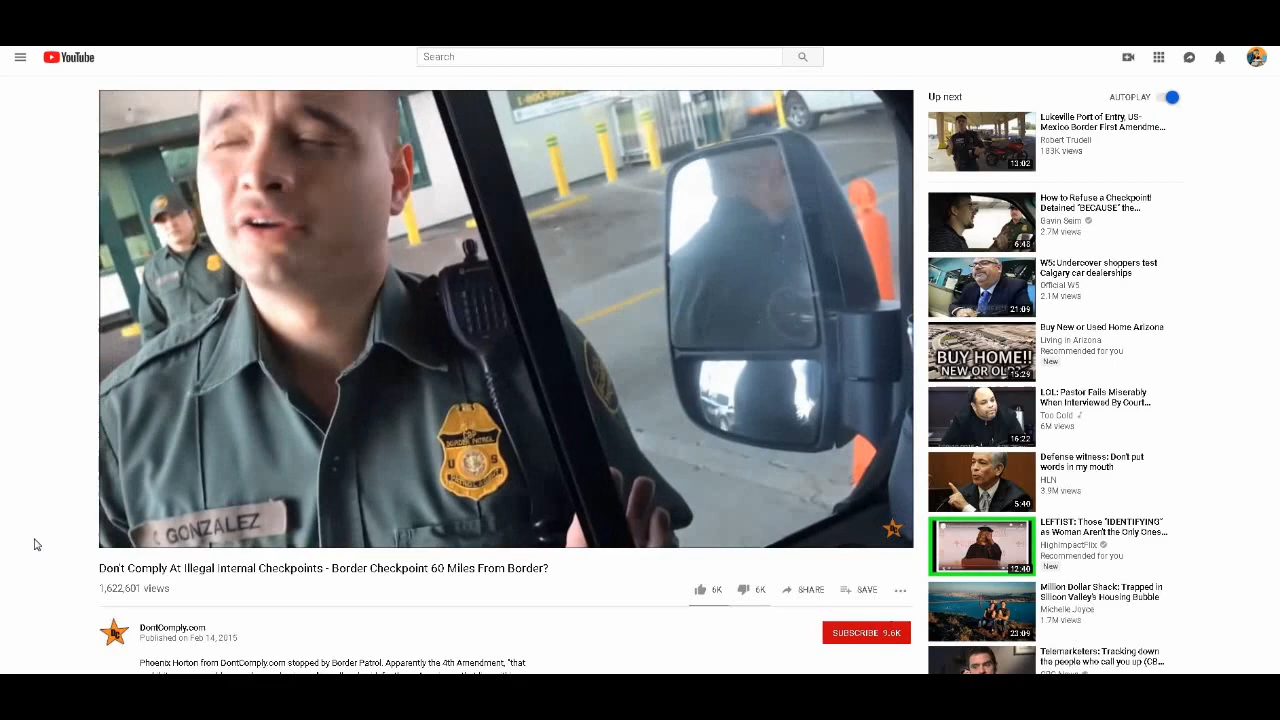 YouTube
Search
GONZALEZ
BORDER PATROL
U S
Don't Comply At Illegal Internal Checkpoints - Border Checkpoint 60 Miles From Border?
1,622,601 views
6K
6K
SHARE
SAVE
DontComply.com
Published on Feb 14, 2015
SUBSCRIBE 9.6K
Phoenix Horton from DontComply.com stopped by Border Patrol. Apparently the 4th Amendment, "that
Up next
AUTOPLAY
13:02
Lukeville Port of Entry, US-
Mexico Border First Amendme...
Robert Trudell
183K views
6:48
How to Refuse a Checkpoint!
Detained "BECAUSE" the...
Gavin Seim
2.7M views
21:09
W5: Undercover shoppers test
Calgary car dealerships
Official W5
2.1M views
BUY HOME!!
NEW OR OLD?
15:29
Buy New or Used Home Arizona
Living in Arizona
Recommended for you
New
16:22
LOL: Pastor Fails Miserably
When Interviewed By Court...
Too Cold
6M views
5:40
Defense witness: Don't put
words in my mouth
HLN
3.9M views
12:40
LEFTIST: Those "IDENTIFYING"
as Woman Aren't the Only Ones...
HighImpactFlix
Recommended for you
New
23:09
Million Dollar Shack: Trapped in
Silicon Valley's Housing Bubble
Michelle Joyce
1.7M views
Telemarketers: Tracking down
the people who call you up (CB...